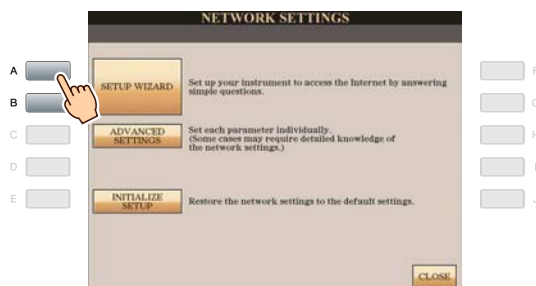 NETWORK SETTINGS
A
B
C
D
E
SETUP WIZARD
Set up your instrument to access the Internet by answering
simple questions.
ADVANCED
SETTINGS
Set each parameter individually.
(Some cases may require detailed knowledge of
the network settings.)
INITIALIZE
SETUP
Restore the network settings to the default settings.
CLOSE